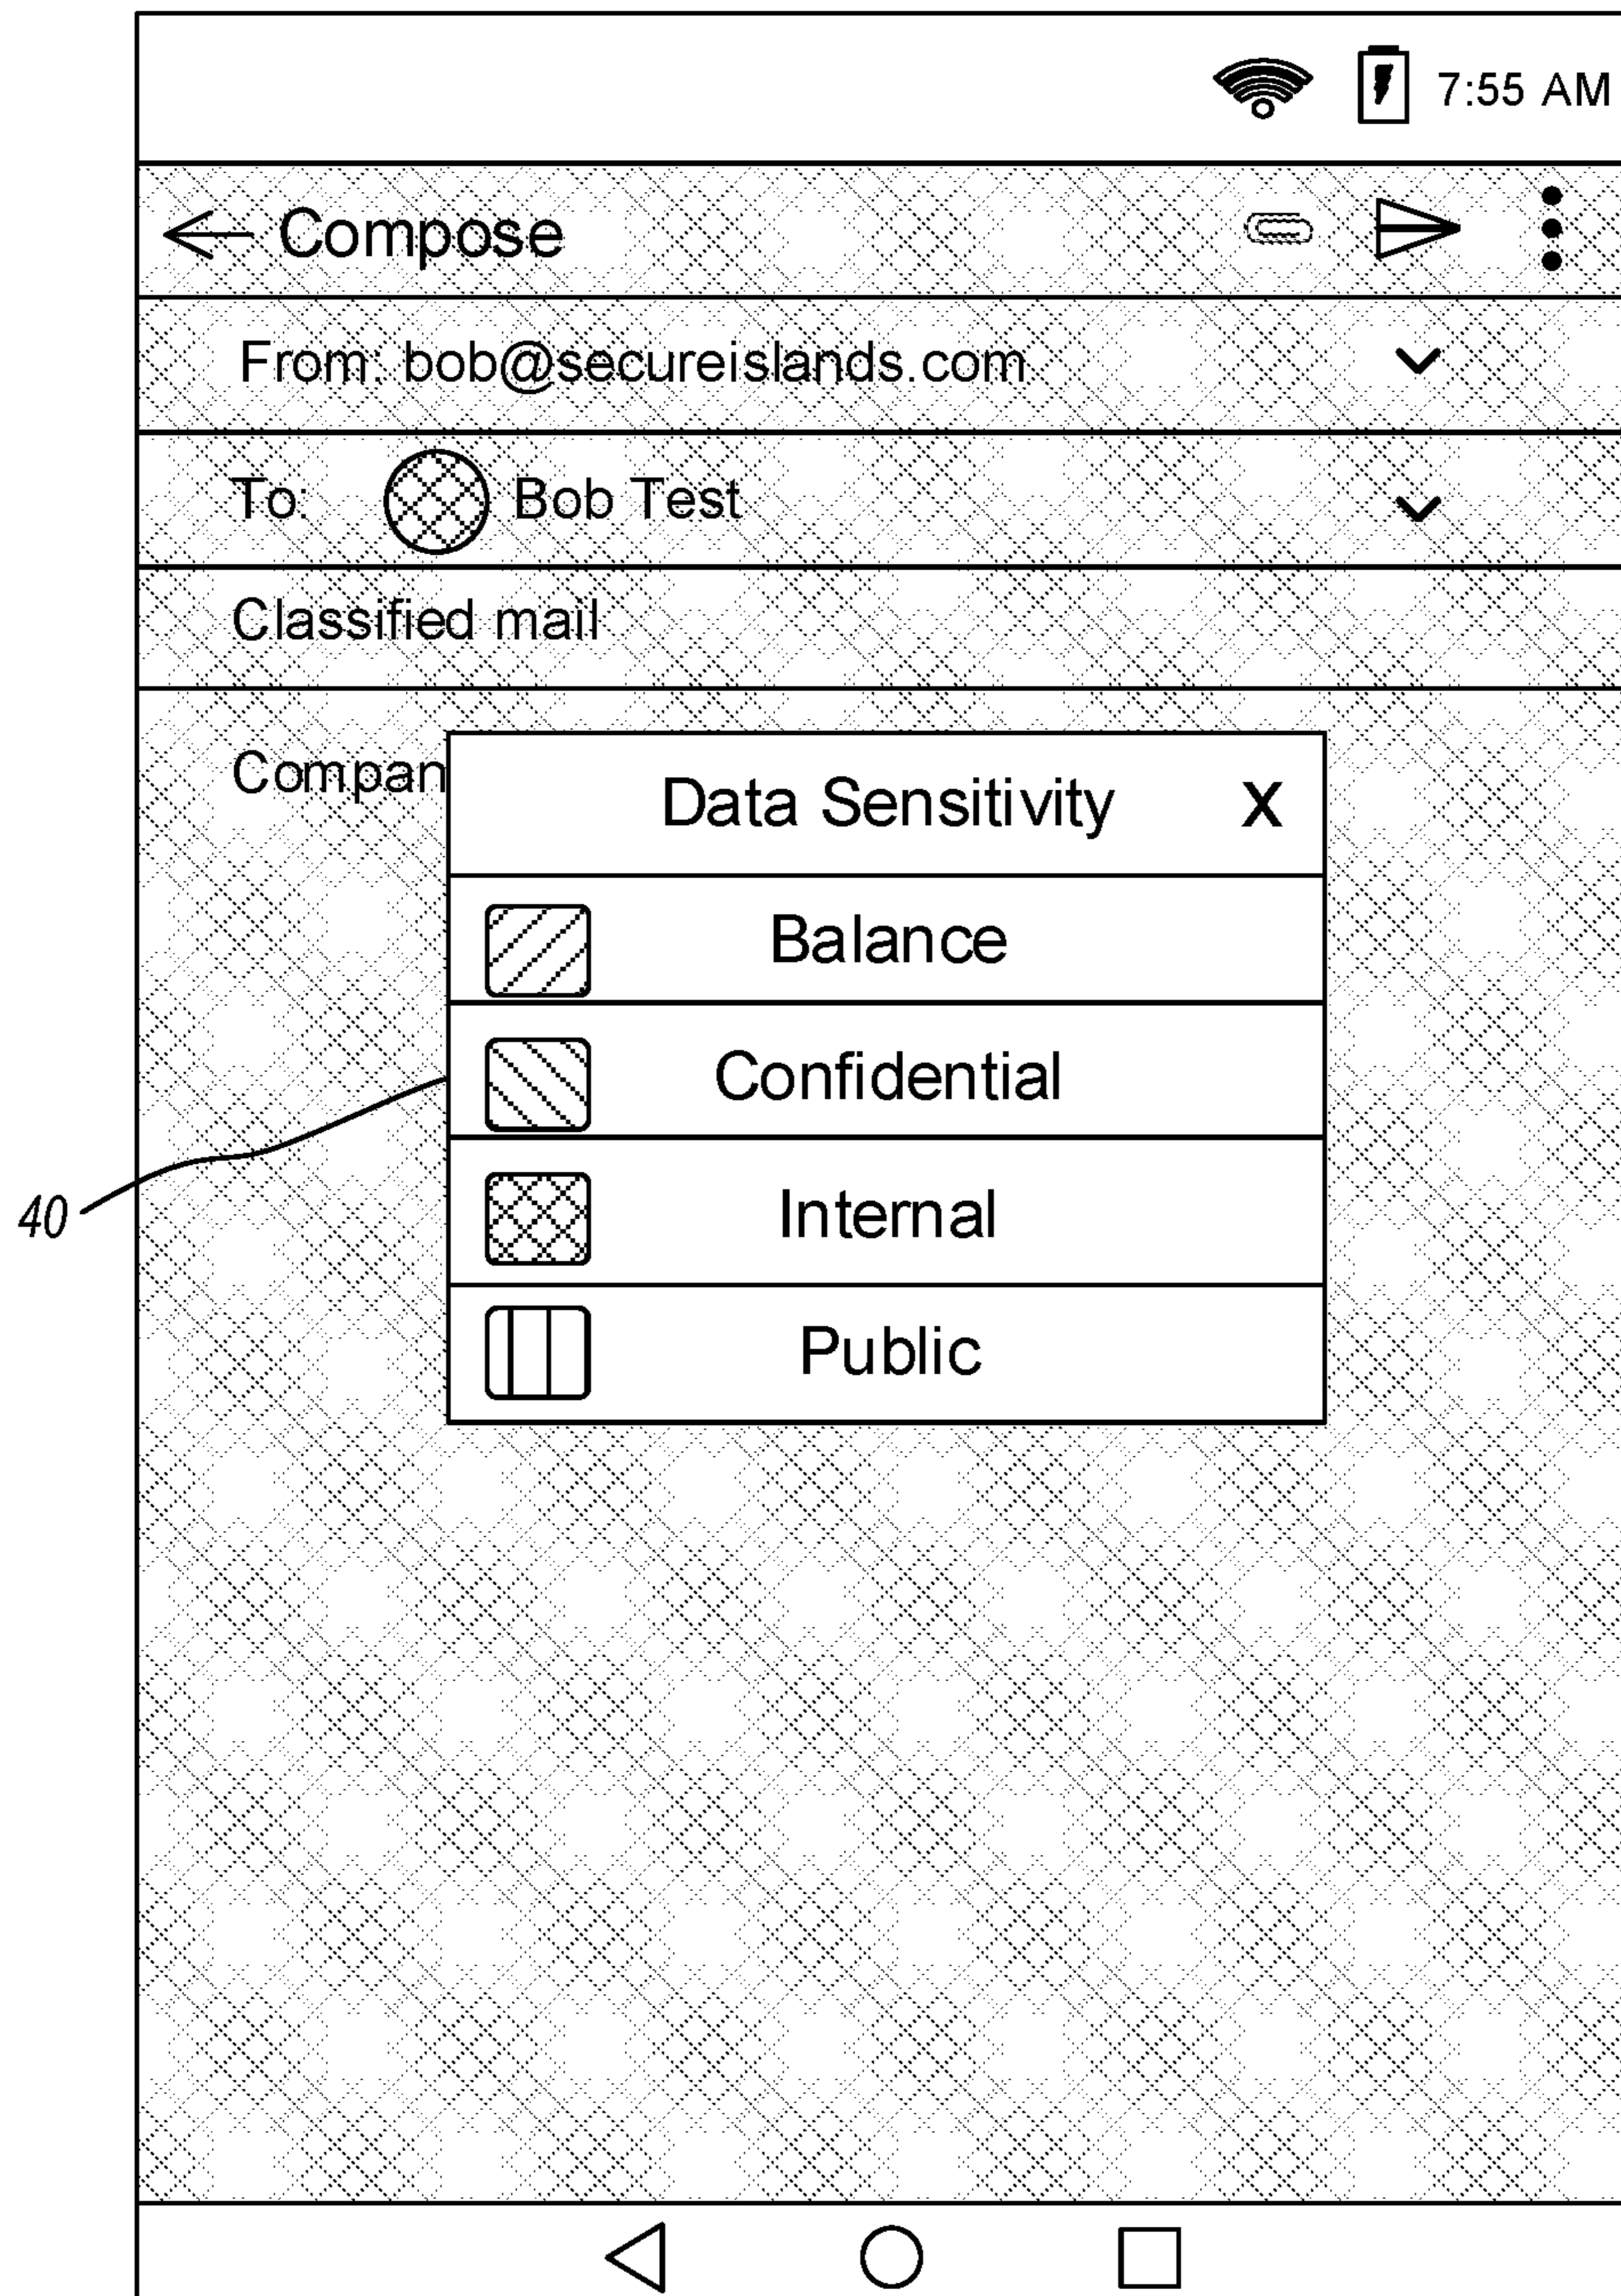 7:55 AM
Compose
From: bob@secureislands.com
To: Bob Test
Classified mail
Compan
Data Sensitivity X
Balance
Confidential
40
Internal
Public